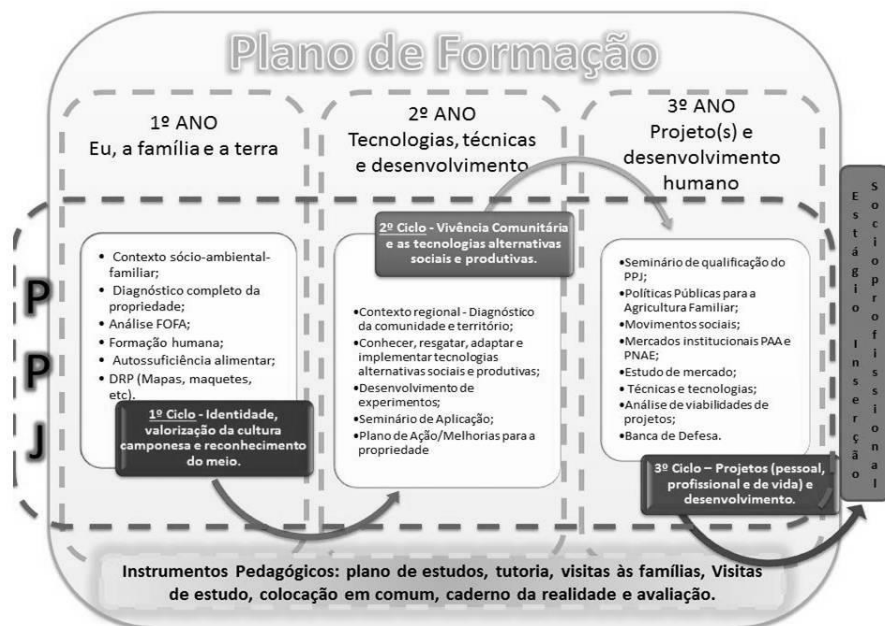 Plano de Formação
1º ANO
Eu, a família e a terra
2º ANO
Tecnologias, técnicas
e desenvolvimento
3º ANO
Projeto(s) e
desenvolvimento
humano
PPJ
• Contexto sócio-ambiental-
familiar;
• Diagnóstico completo da
propriedade;
• Análise FOFA;
• Formação humana;
• Autossuficiência alimentar;
• DRP (Mapas, maquetes,
etc).
1º Ciclo - Identidade,
valorização da cultura
camponesa e reconhecimento
do meio.
2º Ciclo - Vivência Comunitária
e as tecnologias alternativas
sociais e produtivas.
•Contexto regional - Diagnóstico
da comunidade e território;
•Conhecer, resgatar, adaptar e
implementar tecnologias
alternativas sociais e produtivas;
•Desenvolvimento de
experimentos;
•Seminário de Aplicação;
•Plano de Ação/Melhorias para a
propriedade
•Seminário de qualificação do
PPJ;
•Políticas Públicas para a
Agricultura Familiar;
•Movimentos sociais;
•Mercados institucionais PAA e
PNAE;
•Estudo de mercado;
• Técnicas e tecnologias;
•Análise de viabilidades de
projetos;
•Banca de Defesa.
3º Ciclo – Projetos (pessoal,
profissional e de vida) e
desenvolvimento.
Estágio Inserção
Socioprofissional
Instrumentos Pedagógicos: plano de estudos, tutoria, visitas às famílias, Visitas
de estudo, colocação em comum, caderno da realidade e avaliação.